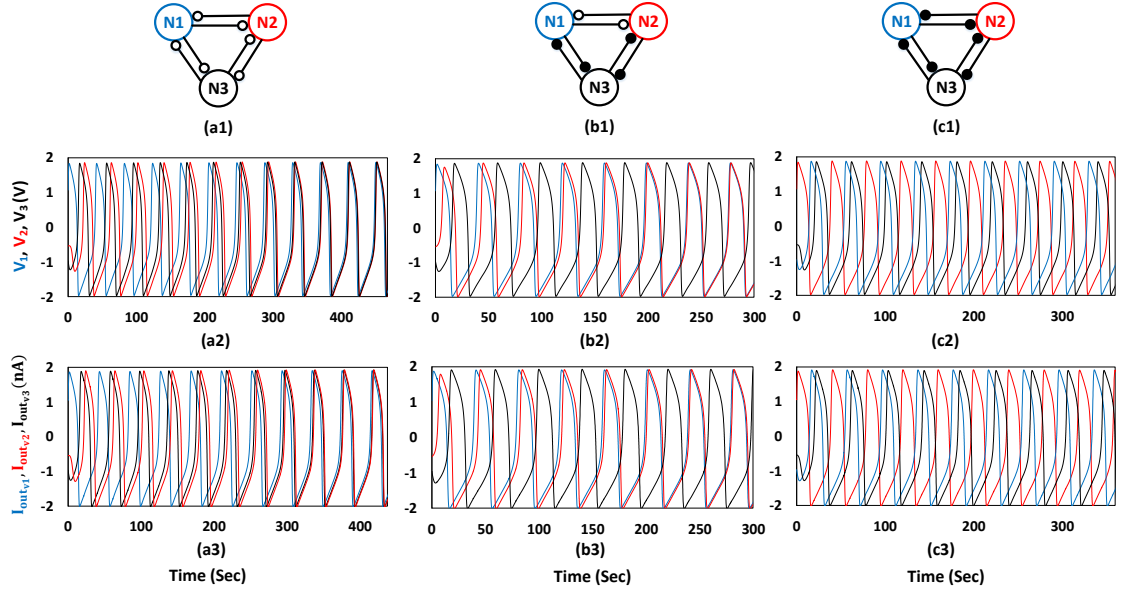 N1 N2 N1 N2 N1 N2
N3 N3 N3
(a1) (b1) (c1)
V₁, V₂, V₃(V)
2 1 0 -1 -2
0 100 200 300 400
(a2)
2 1 0 -1 -2
0 50 100 150 200 250 300
(b2)
2 1 0 -1 -2
0 100 200 300
(c2)
I_out_v1, I_out_v2, I_out_v3(nA)
2 1 0 -1 -2
0 100 200 300 400
(a3)
Time (Sec)
2 1 0 -1 -2
0 50 100 150 200 250 300
(b3)
Time (Sec)
2 1 0 -1 -2
0 100 200 300
(c3)
Time (Sec)